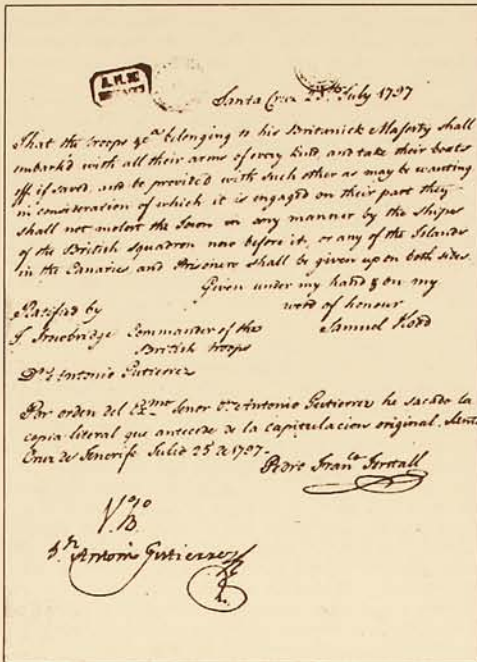 A.H.N.
Santa Cruz 25th July 1797
That the troops &ca belonging to his Britanick Majesty shall
embark'd with all their arms of every kind, and take their boats
off if saved, and be provided with such other as may be wanting
in consideration of which it is engaged on their part they
shall not molest the Town in any manner by the ships
of the British squadron now before it, or any of the Islands
in the Canaries and Prisoners shall be given up on both sides.
Given under my hand & on my
word of honour
Ratified by Samuel Hood
T. Trowbridge Commander of the
British troops
Dn Antonio Gutierrez
Por orden del Exmo Senor Dn Antonio Gutierrez he sacado la
copia literal que antecede de la capitulacion original. Santa
Cruz de Tenerife Julio 25 de 1797.
Pedro Franco
Vo Bo
Dn Antonio Gutierrez